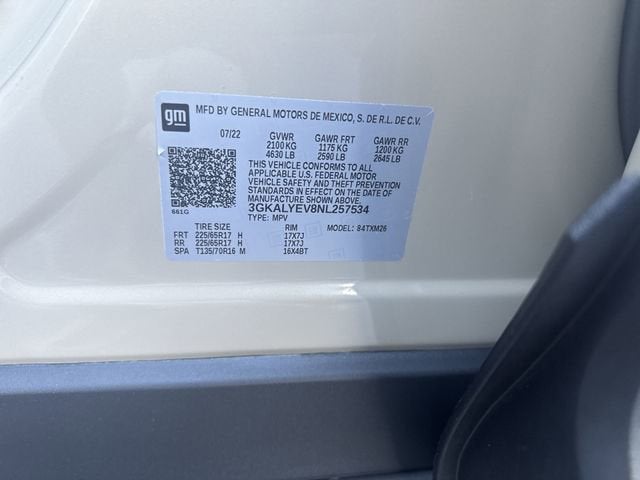 gm MFD BY GENERAL MOTORS DE MEXICO, S. DE R.L. DE C.V.
07/22 GVWR GAWR FRT GAWR RR
2100 KG 1175 KG 1200 KG
4630 LB 2590 LB 2645 LB
THIS VEHICLE CONFORMS TO ALL
APPLICABLE U.S. FEDERAL MOTOR
VEHICLE SAFETY AND THEFT PREVENTION
STANDARDS IN EFFECT ON THE DATE OF
MANUFACTURE SHOWN ABOVE.
661G 3GKALYEV8NL257534
TYPE: MPV MODEL: 84TXM26
TIRE SIZE RIM
FRT 225/65R17 H 17X7J
RR 225/65R17 H 17X7J
SPA T135/70R16 M 16X4BT